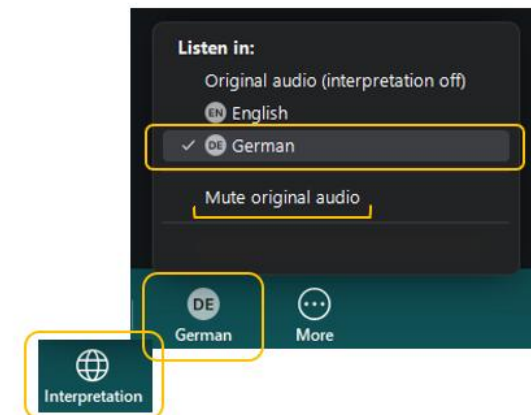 Listen in:
Original audio (interpretation off)
EN English
DE German
Mute original audio
DE
German
More
Interpretation